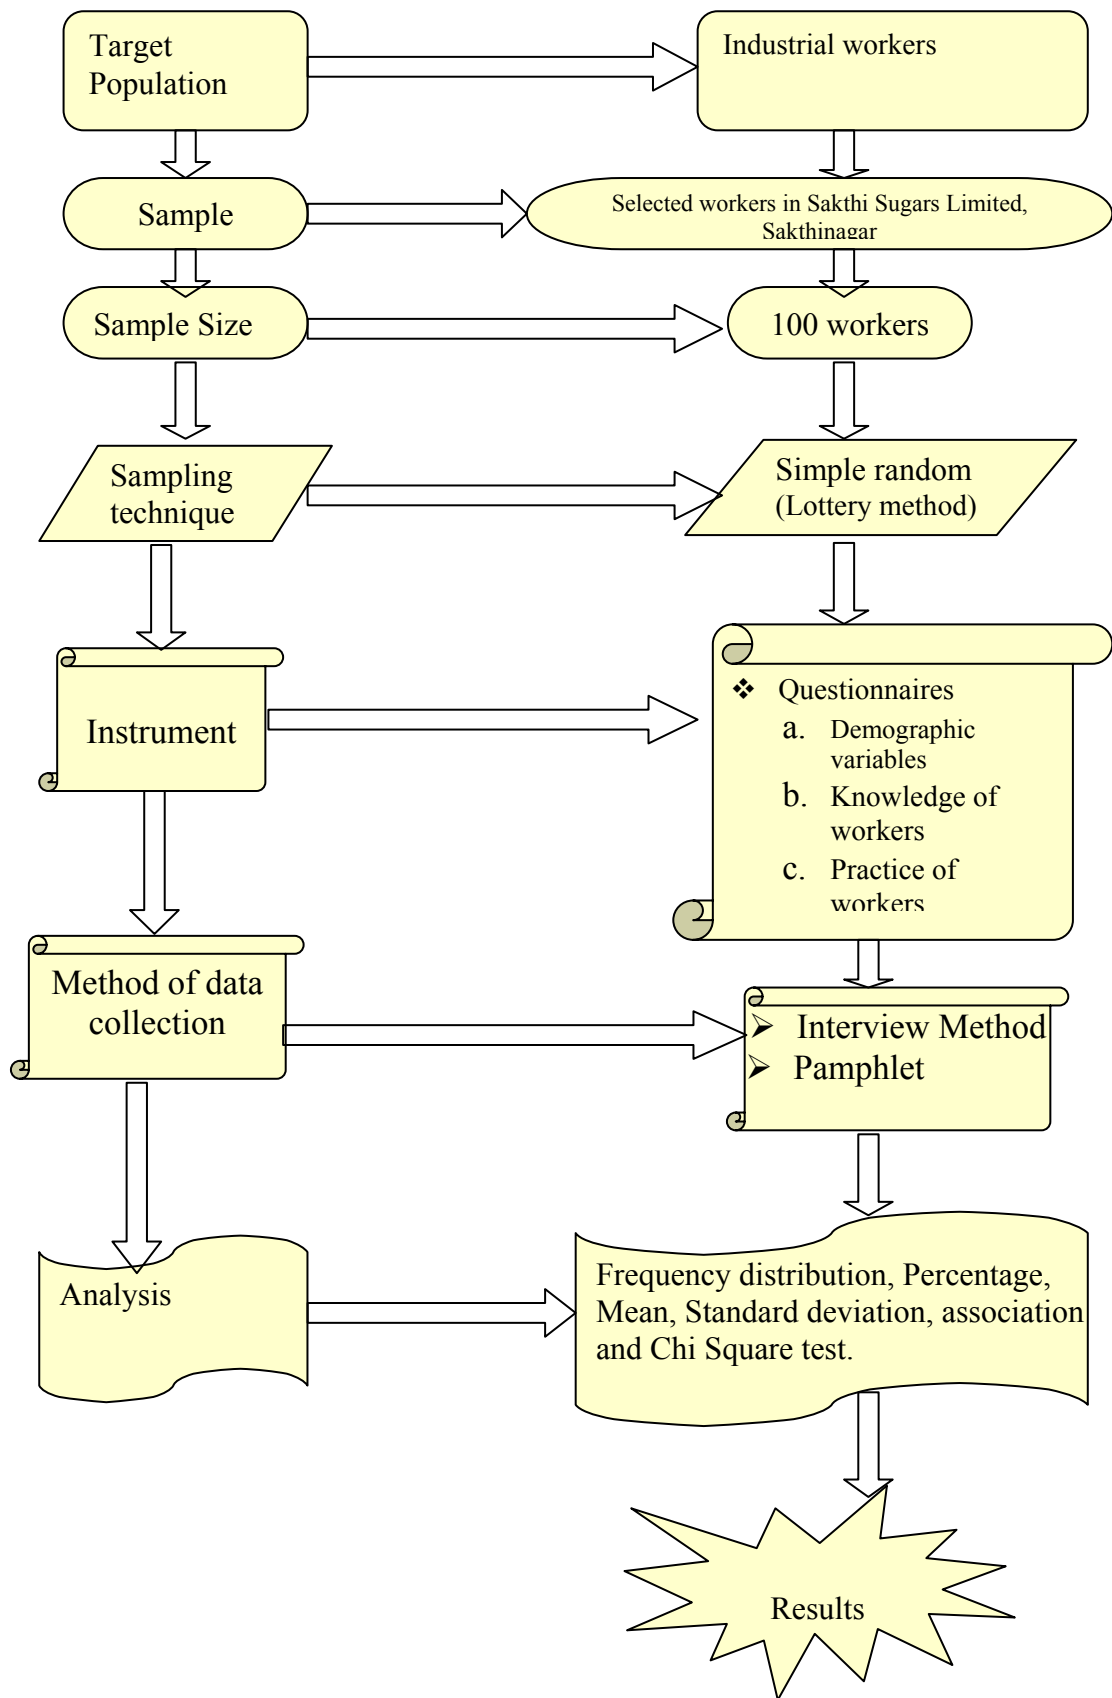 Target
Population
Industrial workers
Sample
Selected workers in Sakthi Sugars Limited,
Sakthinagar
Sample Size
100 workers
Sampling
technique
Simple random
(Lottery method)
Instrument
❖ Questionnaires
a. Demographic
variables
b. Knowledge of
workers
c. Practice of
workers
Method of data
collection
➢ Interview Method
➢ Pamphlet
Analysis
Frequency distribution, Percentage,
Mean, Standard deviation, association
and Chi Square test.
Results